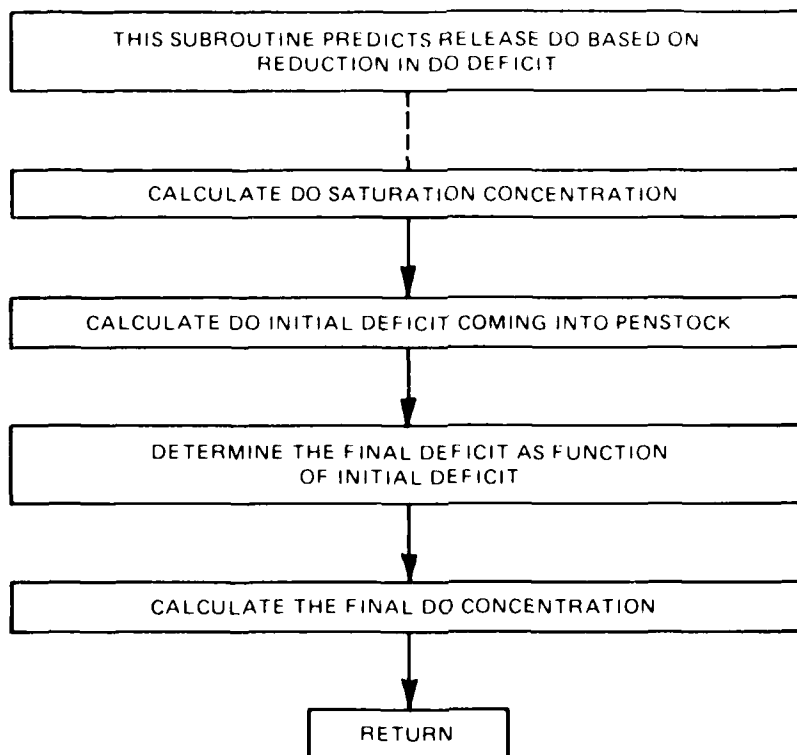 THIS SUBROUTINE PREDICTS RELEASE DO BASED ON
REDUCTION IN DO DEFICIT
CALCULATE DO SATURATION CONCENTRATION
CALCULATE DO INITIAL DEFICIT COMING INTO PENSTOCK
DETERMINE THE FINAL DEFICIT AS FUNCTION
OF INITIAL DEFICIT
CALCULATE THE FINAL DO CONCENTRATION
RETURN